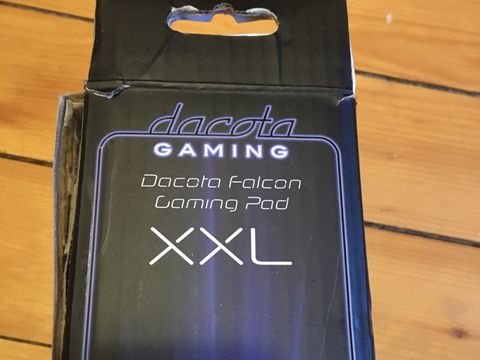 dacota
GAMING
Dacota Falcon
Gaming Pad
XXL